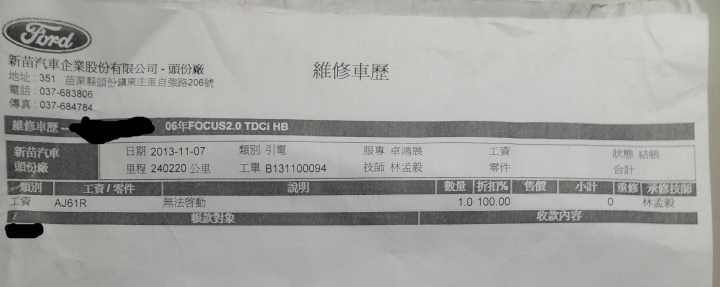 Ford
新苗汽車企業股份有限公司 - 頭份廠
地址：351 苗栗縣頭份鎮東庄里自強路206號
電話：037-683806
傳真：037-684784
維修車歷
維修車歷 -- 06年FOCUS2.0 TDCi HB
新苗汽車 日期 2013-11-07 類別 引電 服專 卓鴻展 工資 狀態 結帳
頭份廠 里程 240220 公里 工單 B131100094 技師 林孟毅 零件 合計
類別 工資 / 零件 說明 數量 折扣% 售價 小計 重修 承修技師
工資 AJ61R 無法啓動 1.0 100.00 0 林孟毅
帳款對象 收款內容